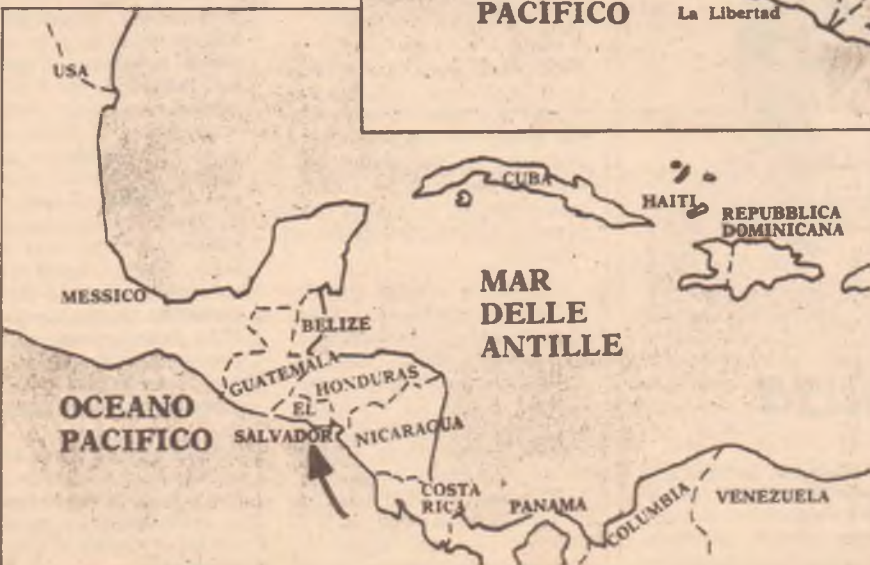 PACIFICO
La Libertad
USA
CUBA
HAITI
REPUBBLICA
DOMINICANA
MESSICO
MAR
DELLE
ANTILLE
BELIZE
GUATEMALA
HONDURAS
OCEANO
PACIFICO
EL
SALVADOR
NICARAGUA
COSTA
RICA
PANAMA
COLUMBIA
VENEZUELA